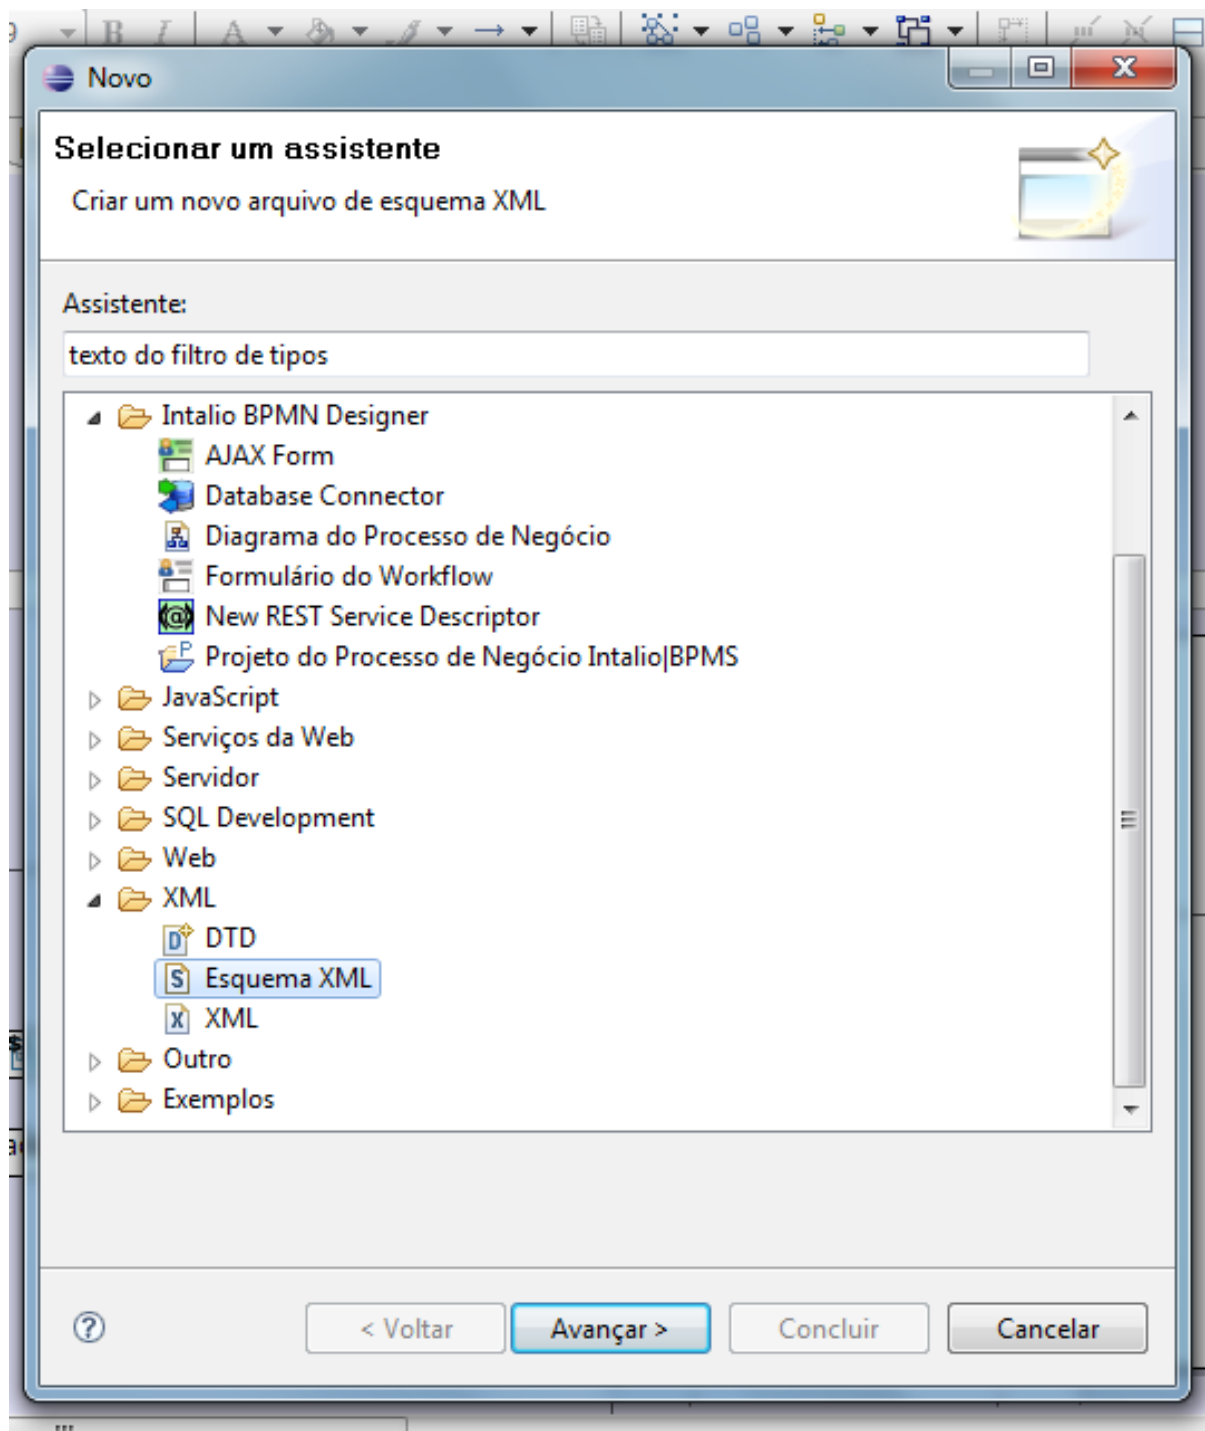 B I A
Novo
Selecionar um assistente
Criar um novo arquivo de esquema XML
Assistente:
texto do filtro de tipos
Intalio BPMN Designer
AJAX Form
Database Connector
Diagrama do Processo de Negócio
Formulário do Workflow
New REST Service Descriptor
Projeto do Processo de Negócio Intalio|BPMS
JavaScript
Serviços da Web
Servidor
SQL Development
Web
XML
DTD
Esquema XML
XML
Outro
Exemplos
< Voltar
Avançar >
Concluir
Cancelar